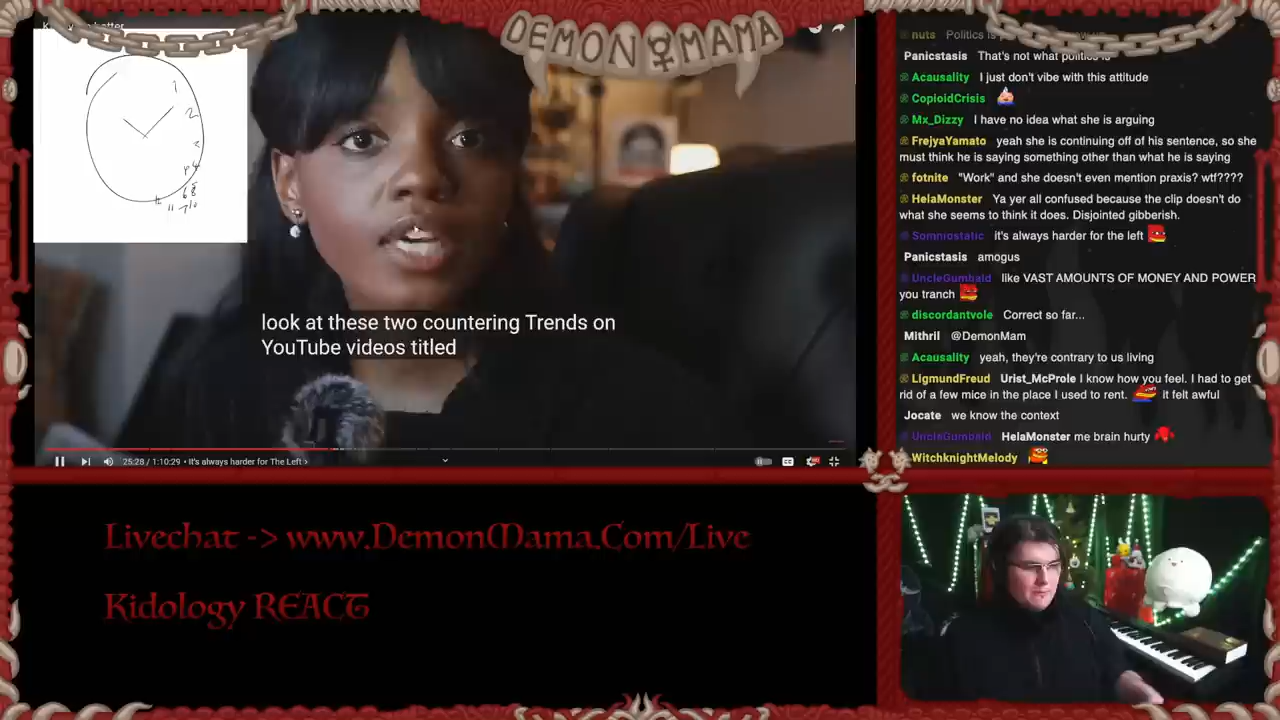 DEMON MAMA
1
2
look at these two countering Trends on
YouTube videos titled
25:28 / 1:10:29 • It's always harder for The Left ›
Livechat -> www.DemonMama.Com/Live
Kidology REACT
nuts Politics is
Panicstasis That's not what politic is
Acausality I just don't vibe with this attitude
CopioidCrisis
Mx_Dizzy I have no idea what she is arguing
FrejyaYamato yeah she is continuing off of his sentence, so she
must think he is saying something other than what he is saying
fotnite "Work" and she doesn't even mention praxis? wtf????
HelaMonster Ya yer all confused because the clip doesn't do
what she seems to think it does. Disjointed gibberish.
Somniostatic it's always harder for the left
Panicstasis amogus
UncleGumbald like VAST AMOUNTS OF MONEY AND POWER
you tranch
discordantvole Correct so far...
Mithril @DemonMam
Acausality yeah, they're contrary to us living
LigmundFreud Urist_McProle I know how you feel. I had to get
rid of a few mice in the place I used to rent. it felt awful
Jocate we know the context
UncleGumbald HelaMonster me brain hurty
WitchknightMelody